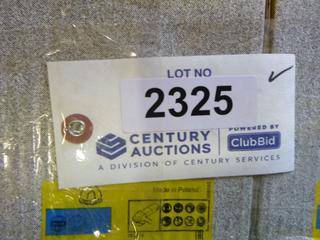 LOT NO
2325
CENTURY
AUCTIONS
POWERED BY
ClubBid
A DIVISION OF CENTURY SERVICES
Made in Poland